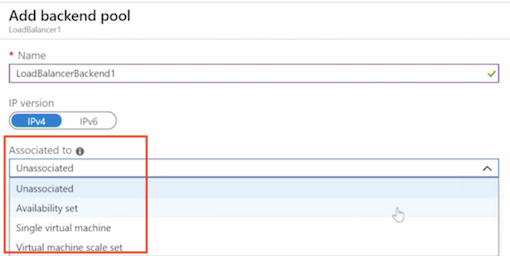 Add backend pool
LoadBalancer1
* Name
LoadBalancerBackend1
IP version
IPv4 IPv6
Associated to
Unassociated
Unassociated
Availability set
Single virtual machine
Virtual machine scale set